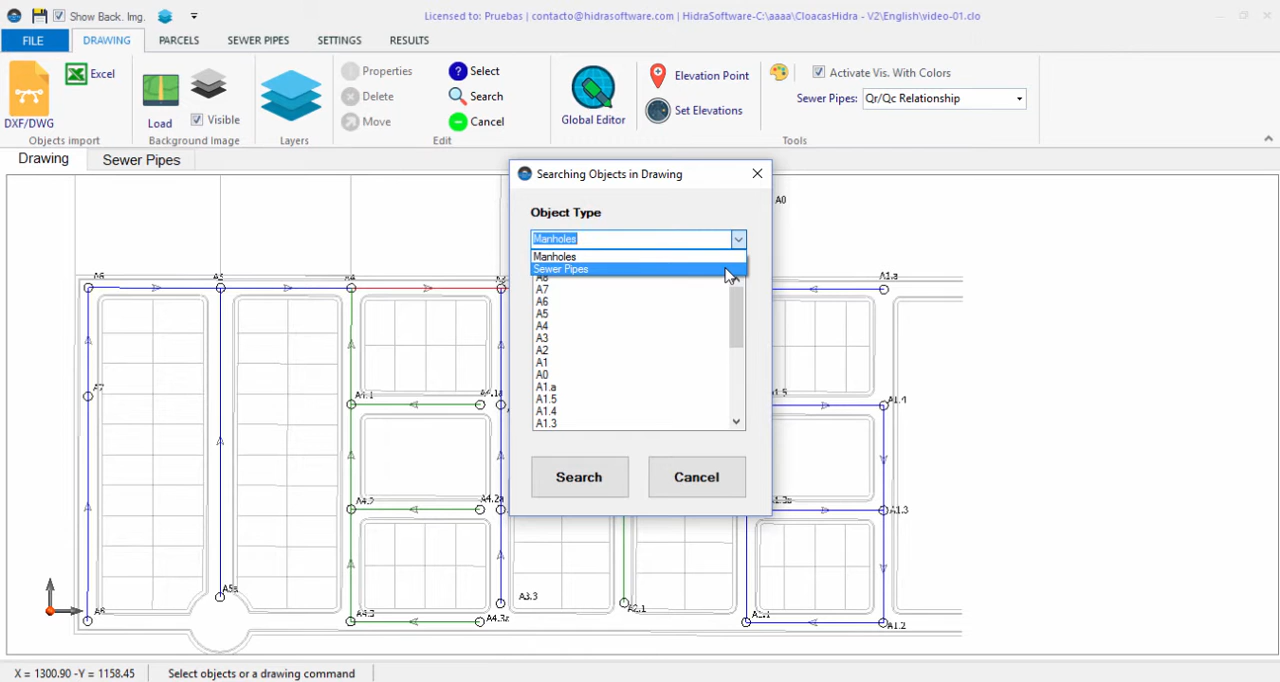 Show Back. Img.
Licensed to: Pruebas | contacto@hidrasoftware.com | HidraSoftware-C:\aaaa\CloacasHidra - V2\English\video-01.clo
FILE DRAWING PARCELS SEWER PIPES SETTINGS RESULTS
DXF/DWG
Excel
Objects import
Load
Visible
Background Image
Layers
Properties
Delete
Move
Select
Search
Cancel
Edit
Global Editor
Elevation Point
Set Elevations
Activate Vis. With Colors
Sewer Pipes: Qr/Qc Relationship
Tools
Drawing
Sewer Pipes
Searching Objects in Drawing
Object Type
Manholes
Manholes
Sewer Pipes
A8
A7
A6
A5
A4
A3
A2
A1
A0
A1.a
A1.5
A1.4
A1.3
Search
Cancel
A0
A6
A5
A4
A1.a
A7
A1.1
A1.4
A4.2
A4.2a
A1.3
A8
A5a
A4.3
A4.3a
A3.3
A2.1
A1.2
X = 1300.90 -Y = 1158.45
Select objects or a drawing command